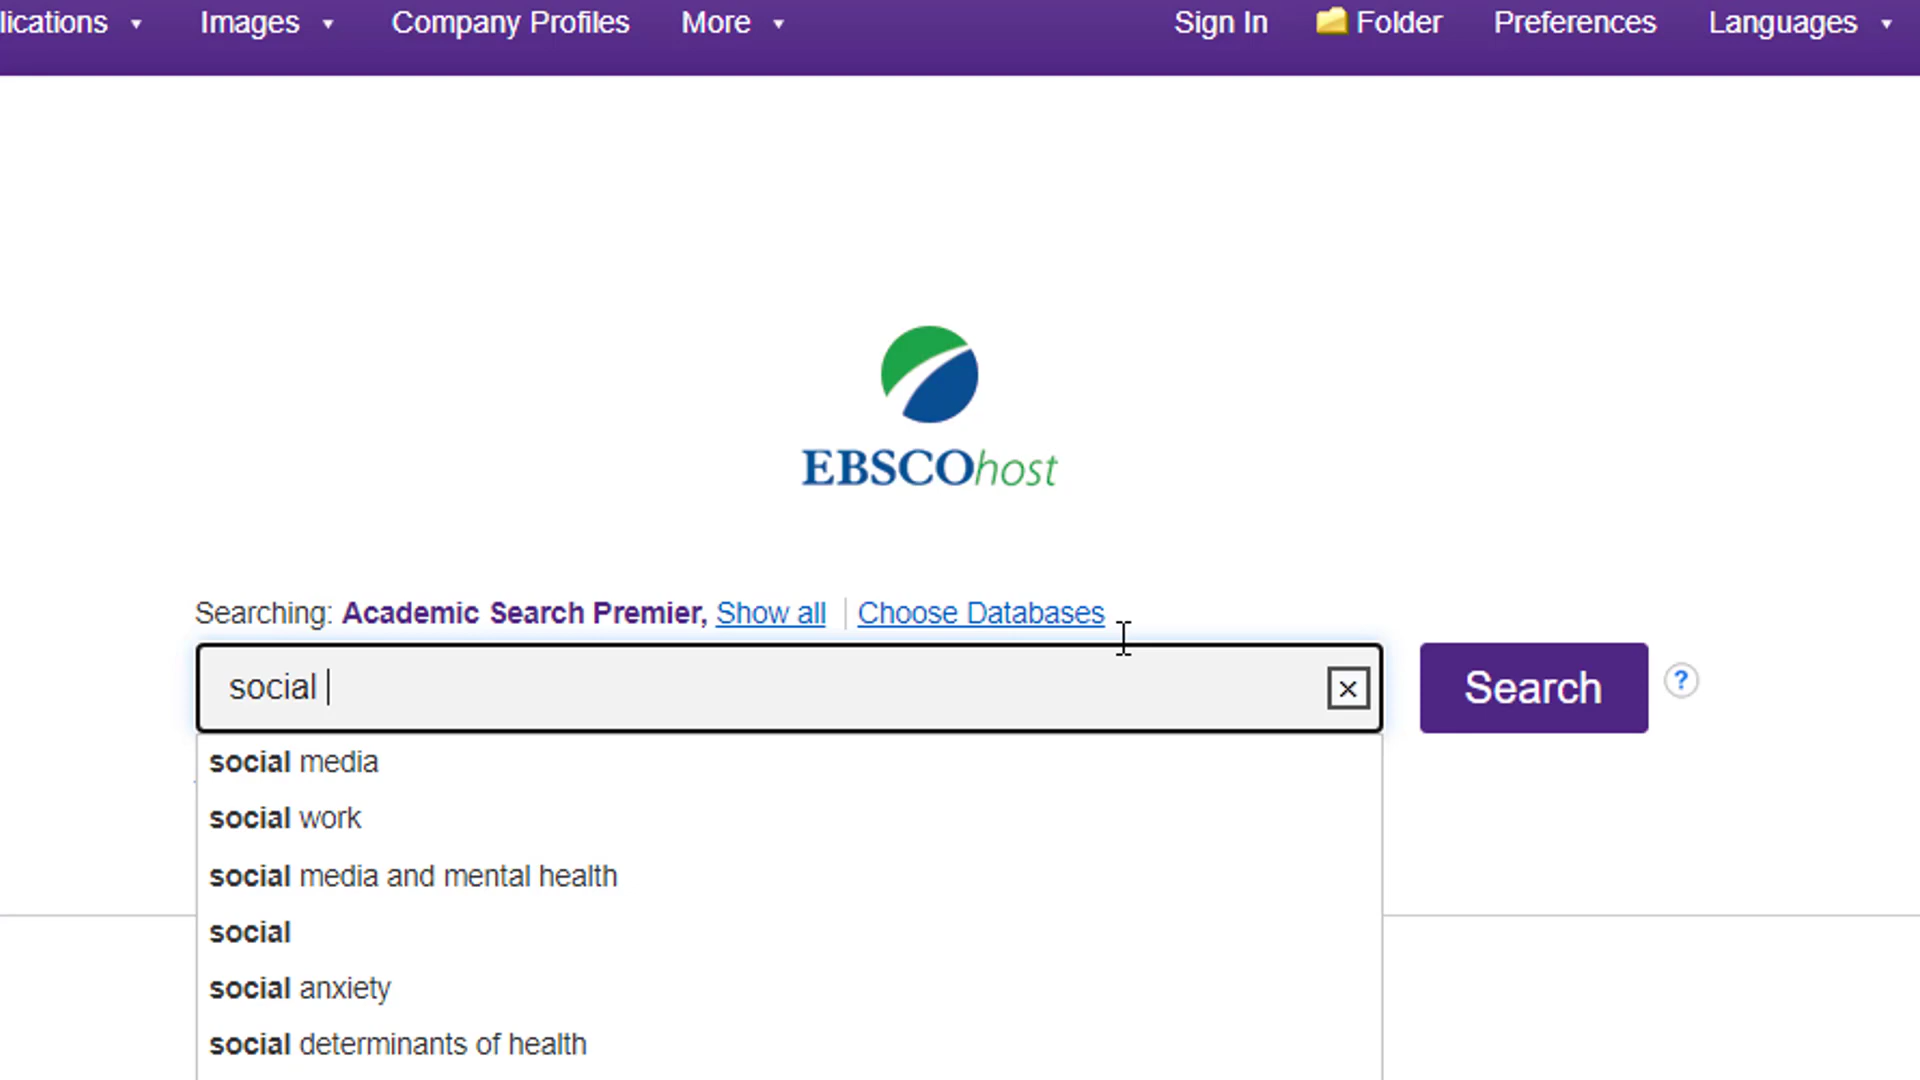 lications Images Company Profiles More Sign In Folder Preferences Languages
EBSCOhost
Searching: Academic Search Premier, Show all Choose Databases
social
Search ?
social media
social work
social media and mental health
social
social anxiety
social determinants of health